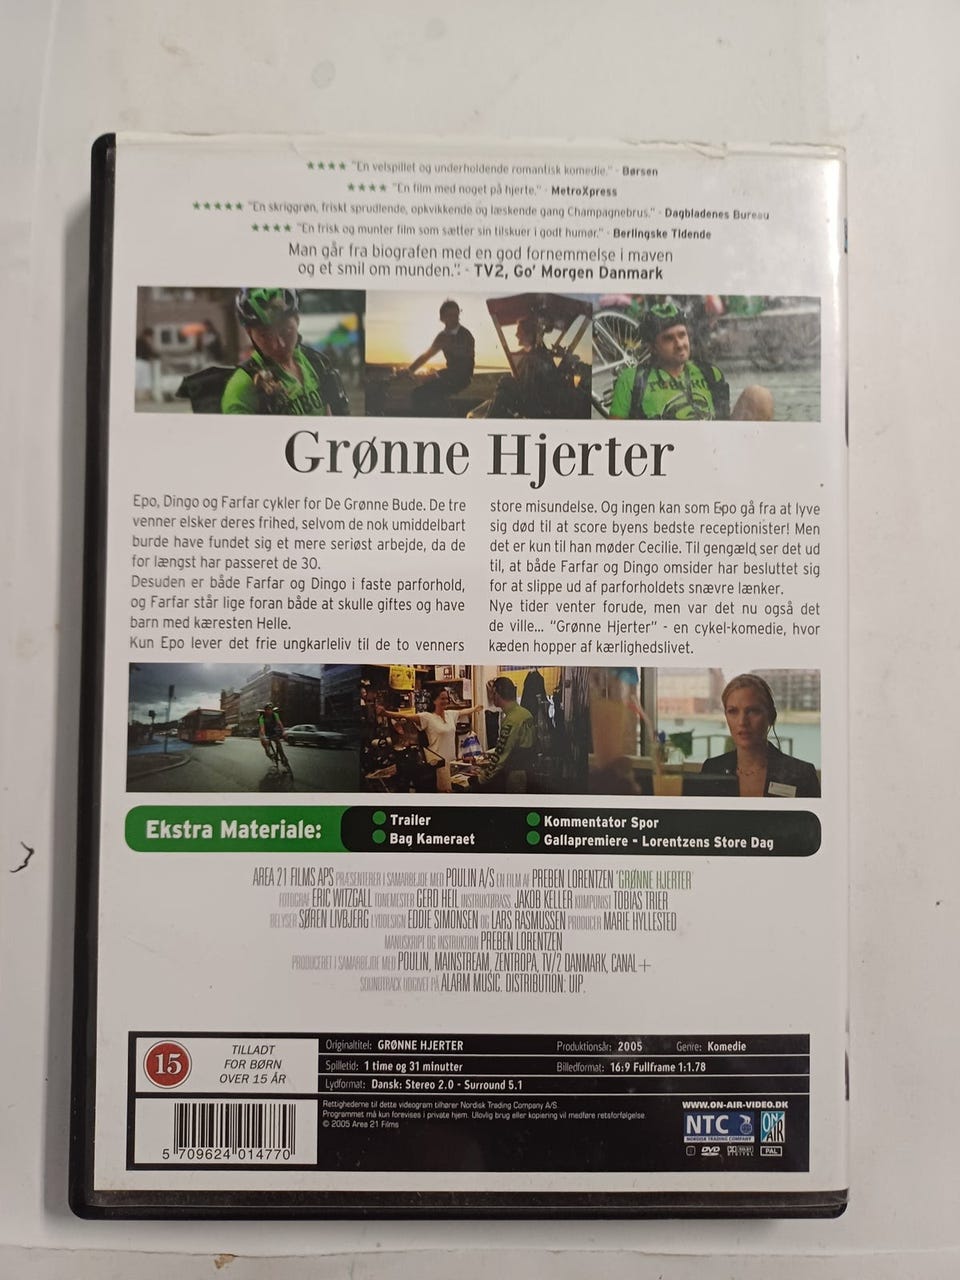 ★★★★ "En velspillet og underholdende romantisk komedie." - Børsen
★★★★ "En film med noget på hjerte." - MetroXpress
★★★★★ "En skriggrøn, friskt sprudlende, opkvikkende og læskende gang Champagnebrus." - Dagbladenes Bureau
★★★★ "En frisk og munter film som sætter sin tilskuer i godt humør." - Berlingske Tidende
Man går fra biografen med en god fornemmelse i maven
og et smil om munden.". - TV2, Go' Morgen Danmark
Grønne Hjerter
Epo, Dingo og Farfar cykler for De Grønne Bude. De tre
venner elsker deres frihed, selvom de nok umiddelbart
burde have fundet sig et mere seriøst arbejde, da de
for længst har passeret de 30.
Desuden er både Farfar og Dingo i faste parforhold,
og Farfar står lige foran både at skulle giftes og have
barn med kæresten Helle.
Kun Epo lever det frie ungkarleliv til de to venners
store misundelse. Og ingen kan som Epo gå fra at lyve
sig død til at score byens bedste receptionister! Men
det er kun til han møder Cecilie. Til gengæld ser det ud
til, at både Farfar og Dingo omsider har besluttet sig
for at slippe ud af parforholdets snævre lænker.
Nye tider venter forude, men var det nu også det
de ville... "Grønne Hjerter" - en cykel-komedie, hvor
kæden hopper af kærlighedslivet.
Ekstra Materiale:
Trailer
Bag Kameraet
Kommentator Spor
Gallapremiere - Lorentzens Store Dag
AREA 21 FILMS APS PRÆSENTERER I SAMARBEJDE MED POULIN A/S EN FILM AF PREBEN LORENTZEN "GRØNNE HJERTER"
FOTOGRAF ERIC WITZGALL TONEMESTER GERD HEIL INSTRUKTØRASS. JAKOB KELLER KOMPONIST TOBIAS TRIER
BELYSER SØREN LIVBJERG LYDDESIGN EDDIE SIMONSEN OG LARS RASMUSSEN PRODUCER MARIE HYLLESTED
MANUSKRIPT OG INSTRUKTION PREBEN LORENTZEN
PRODUCERET I SAMARBEJDE MED POULIN, MAINSTREAM, ZENTROPA, TV/2 DANMARK, CANAL+
SOUNDTRACK UDGIVET PÅ ALARM MUSIC. DISTRIBUTION: UIP.
15
TILLADT
FOR BØRN
OVER 15 ÅR
Originaltitel: GRØNNE HJERTER Produktionsår: 2005 Genre: Komedie
Spilletid: 1 time og 31 minutter Billedformat: 16:9 Fullframe 1:1.78
Lydformat: Dansk: Stereo 2.0 - Surround 5.1
Rettighederne til dette videogram tilhører Nordisk Trading Company A/S.
Programmet må kun forevises i private hjem. Ulovlig brug eller kopiering vil medføre retsforfølgelse.
© 2005 Area 21 Films
WWW.ON-AIR-VIDEO.DK
NTC
NORDISK TRADING COMPANY
ON AIR
DVD
PAL
5 709624 014770